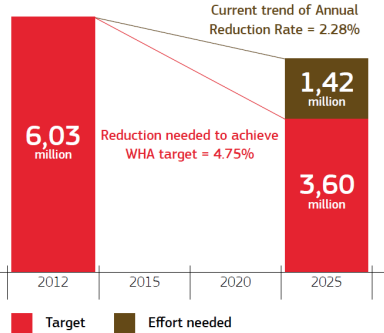 Current trend of Annual
Reduction Rate = 2.28%
1,42
million
6,03
million
Reduction needed to achieve
WHA target = 4.75%
3,60
million
2012 2015 2020 2025
Target Effort needed